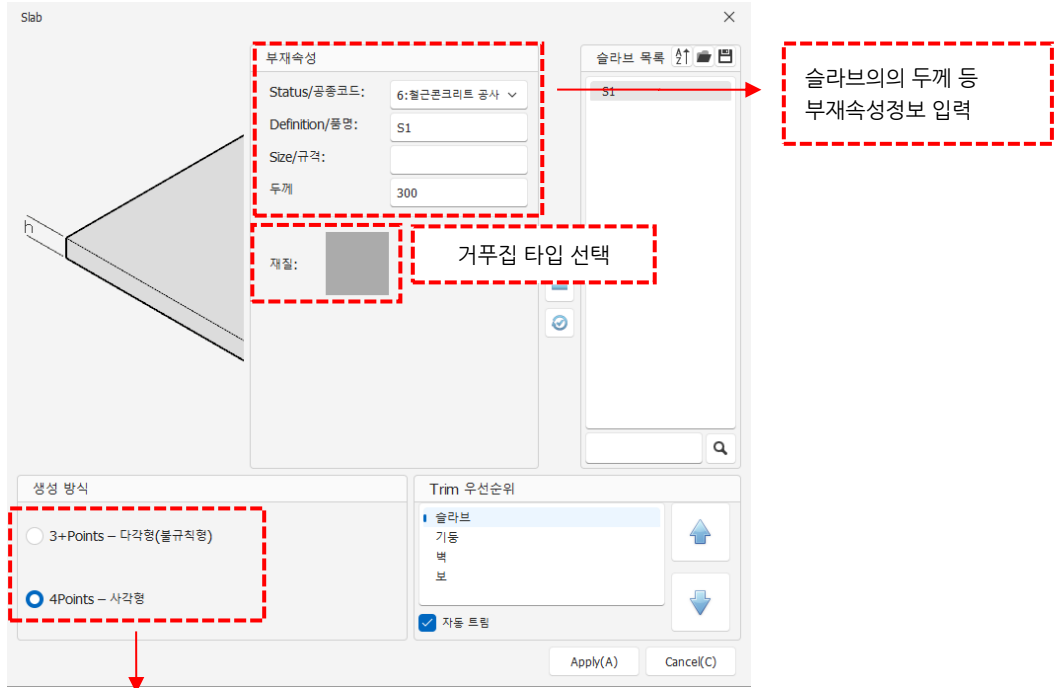 Slab
부재속성
Status/공종코드:
6:철근콘크리트 공사
Definition/품명:
S1
Size/규격:
두께
300
재질:
거푸집 타입 선택
슬라브 목록
S1
슬라브의의 두께 등
부재속성정보 입력
h
생성 방식
3+Points – 다각형(불규칙형)
4Points – 사각형
Trim 우선순위
슬라브
기둥
벽
보
자동 트림
Apply(A)
Cancel(C)